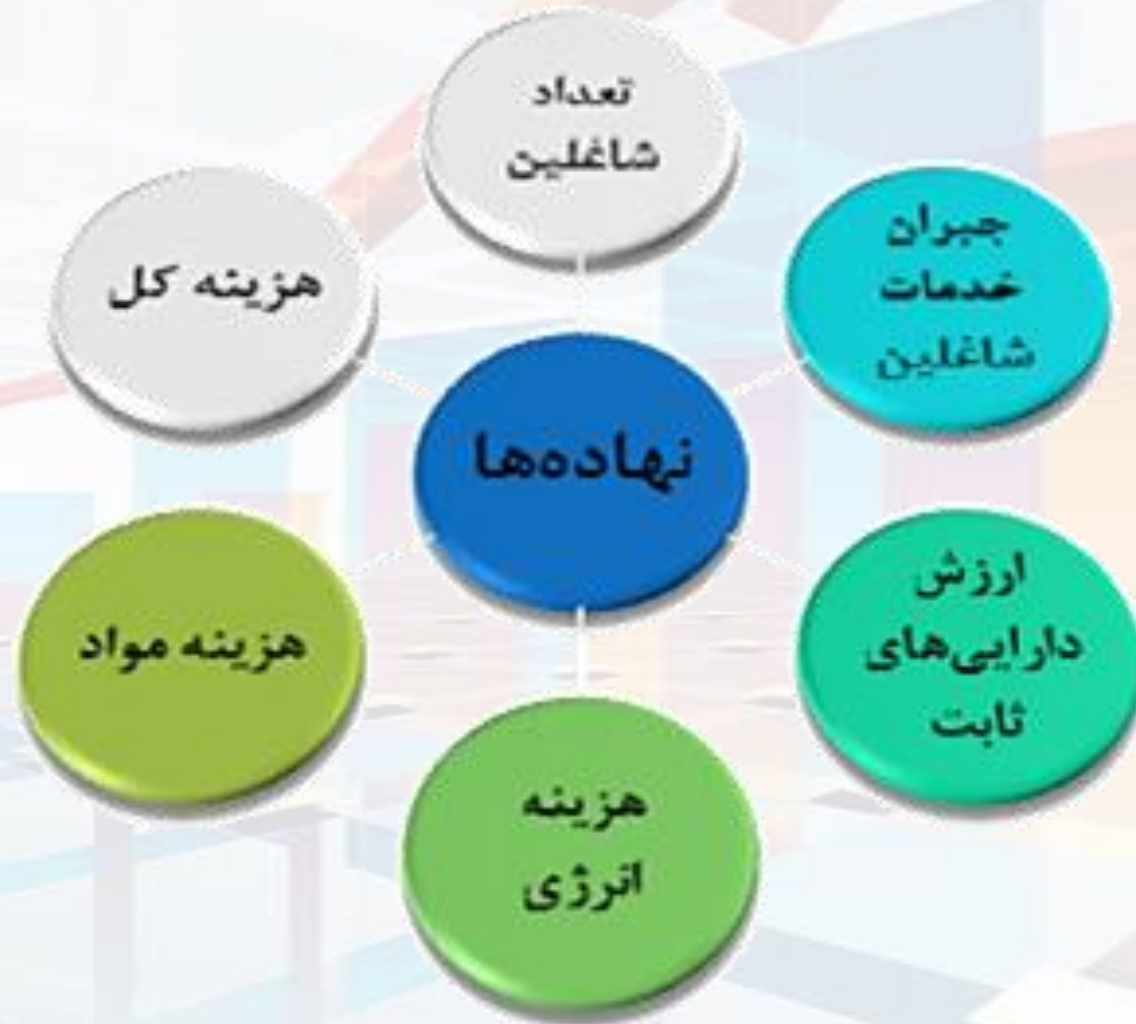 تعداد
شاغلین
جبران
خدمات
شاغلین
ارزش
دارایی‌های
ثابت
هزینه
انرژی
هزینه مواد
هزینه کل
نهاده‌ها